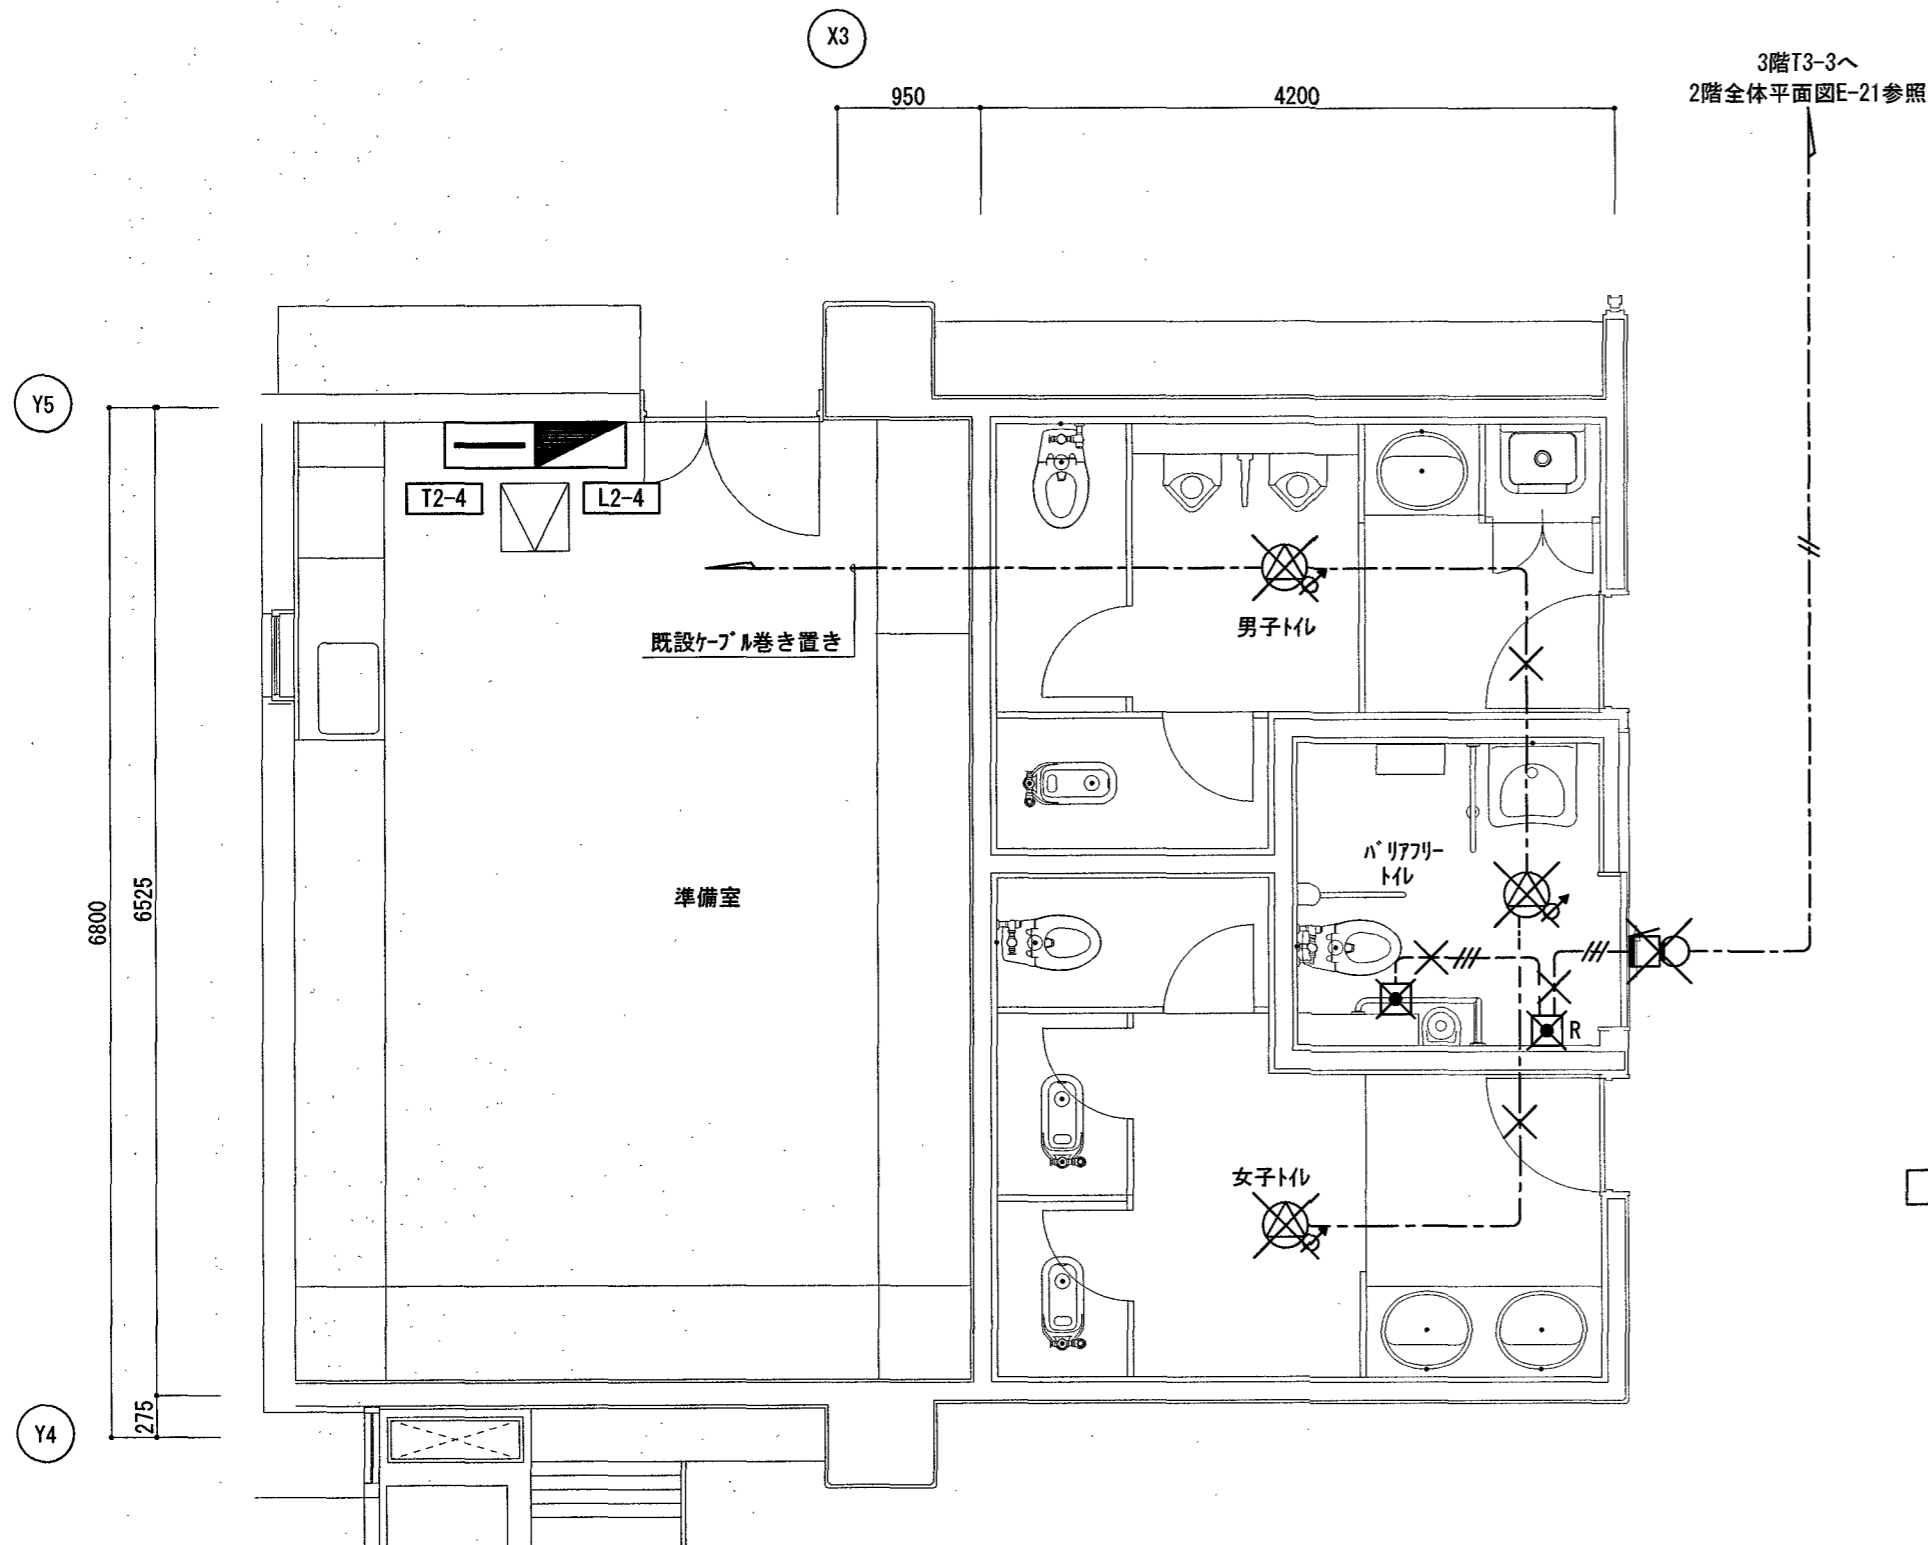 X3
3階T3-3へ
2階全体平面図E-21参照
950
4200
Y5
T2-4
L2-4
既設ｹｰﾌﾞﾙ巻き置き
男子ﾄｲﾚ
ﾊﾞﾘｱﾌﾘｰ
ﾄｲﾚ
準備室
6800
6525
R
女子ﾄｲﾚ
275
Y4